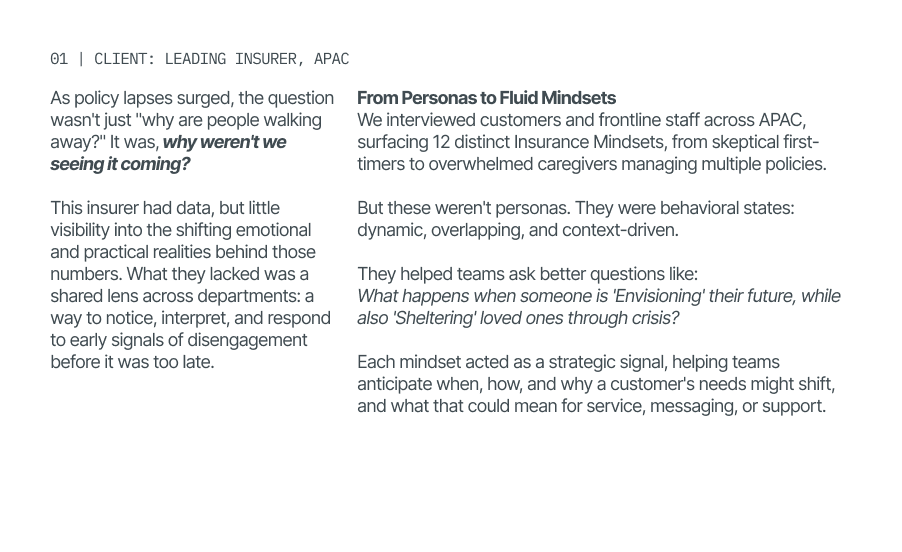 01 | CLIENT: LEADING INSURER, APAC
As policy lapses surged, the question
wasn't just "why are people walking
away?" It was, why weren't we
seeing it coming?
This insurer had data, but little
visibility into the shifting emotional
and practical realities behind those
numbers. What they lacked was a
shared lens across departments: a
way to notice, interpret, and respond
to early signals of disengagement
before it was too late.
From Personas to Fluid Mindsets
We interviewed customers and frontline staff across APAC,
surfacing 12 distinct Insurance Mindsets, from skeptical first-
timers to overwhelmed caregivers managing multiple policies.
But these weren't personas. They were behavioral states:
dynamic, overlapping, and context-driven.
They helped teams ask better questions like:
What happens when someone is 'Envisioning' their future, while
also 'Sheltering' loved ones through crisis?
Each mindset acted as a strategic signal, helping teams
anticipate when, how, and why a customer's needs might shift,
and what that could mean for service, messaging, or support.